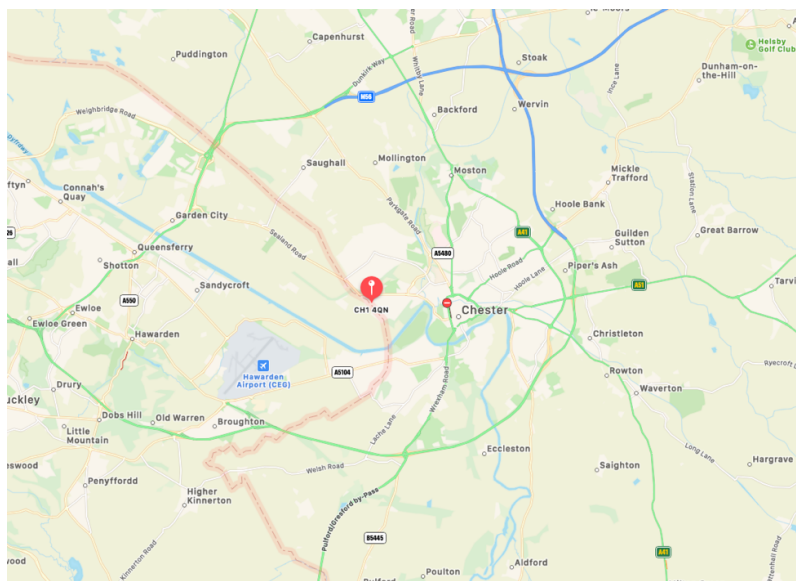 Capenhurst
Puddington
Dunkirk Way
Whitby Lane
Stoak
Ince Lane
Helsby
Golf Club
Dunham-on-
the-Hill
M56
Weighbridge Road
Backford
Wervin
Saughall
Mollington
Moston
Mickle
Trafford
Station Lane
Connah's
Quay
Garden City
Parkgate Road
Hoole Bank
Great Barrow
A41
Guilden
Sutton
Queensferry
Sealand Road
A5480
Hoole Road
Hoole Lane
Piper's Ash
Shotton
Sandycroft
A51
A550
Ewloe
CH1 4QN
Chester
Ewloe Green
Hawarden
Christleton
Hawarden
Airport (CEG)
A5104
Rowton
Drury
Wrexham Road
Waverton
Dobs Hill
Old Warren
Broughton
Lache Lane
Little
Mountain
Long Lane
Eccleston
Welsh Road
Saighton
Hargrave
Penyffordd
Higher
Kinnerton
Pulford/Gresford by-Pass
B5445
Kinnerton Road
A41
Aldford
Poulton